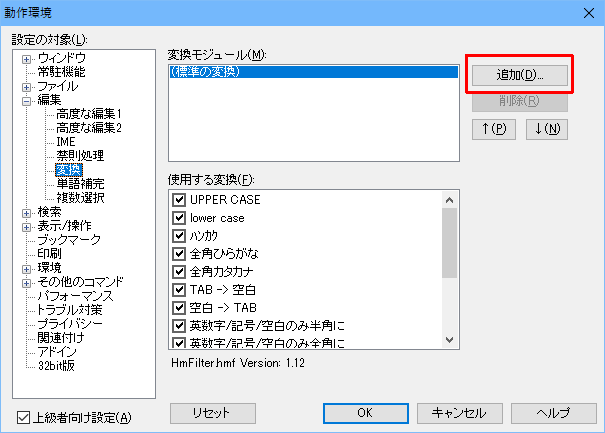 動作環境
設定の対象(L):
ウィンドウ
常駐機能
ファイル
編集
高度な編集1
高度な編集2
IME
禁則処理
変換
単語補完
複数選択
検索
表示/操作
ブックマーク
印刷
環境
その他のコマンド
パフォーマンス
トラブル対策
プライバシー
関連付け
アドイン
32bit版
上級者向け設定(A)
変換モジュール(M):
(標準の変換)
追加(D)...
削除(R)
↑(P)
↓(N)
使用する変換(F):
UPPER CASE
lower case
ﾊﾝｶｸ
全角ひらがな
全角カタカナ
TAB -> 空白
空白 -> TAB
英数字/記号/空白のみ半角に
英数字/記号/空白のみ全角に
HmFilter.hmf Version: 1.12
リセット
OK
キャンセル
ヘルプ